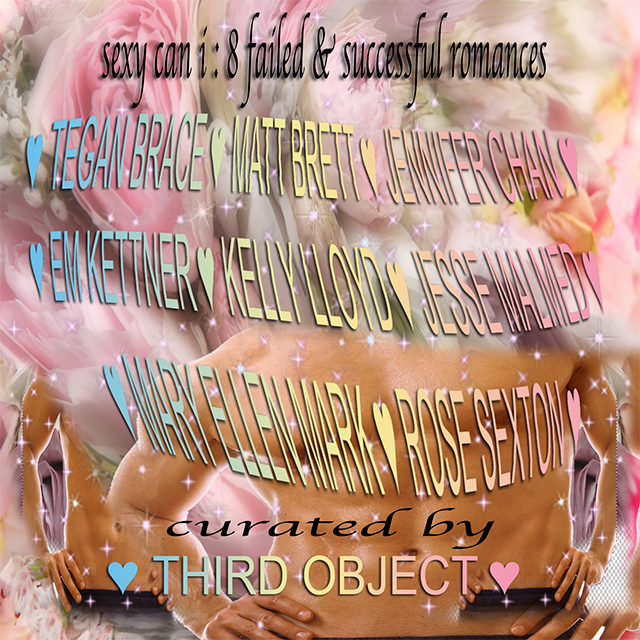 sexy can i : 8 failed & successful romances
♥ TEGAN BRACE ♥ MATT BRETT ♥ JENNIFER CHAN ♥
♥ EM KETTNER ♥ KELLY LLOYD ♥ JESSE MALMED ♥
♥ MARY ELLEN MARK ♥ ROSE SEXTON ♥
curated by
♥ THIRD OBJECT ♥